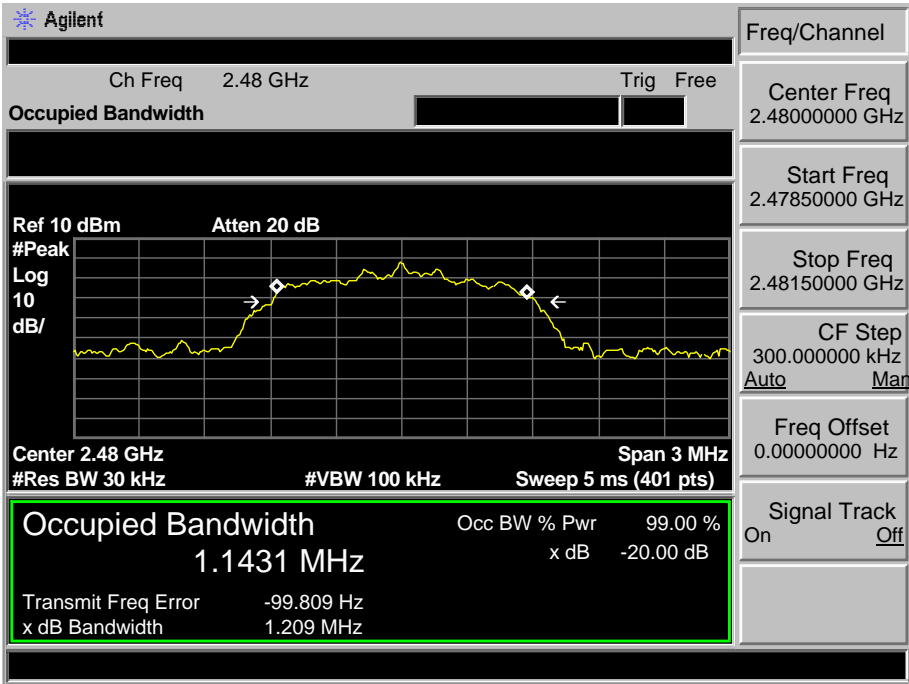 Agilent
Freq/Channel
Ch Freq 2.48 GHz Trig Free
Occupied Bandwidth
Center Freq
2.48000000 GHz
Start Freq
2.47850000 GHz
Stop Freq
2.48150000 GHz
CF Step
300.000000 kHz
Auto Man
Freq Offset
0.00000000 Hz
Signal Track
On Off
Ref 10 dBm Atten 20 dB
#Peak
Log
10
dB/
Center 2.48 GHz Span 3 MHz
#Res BW 30 kHz #VBW 100 kHz Sweep 5 ms (401 pts)
Occupied Bandwidth Occ BW % Pwr 99.00 %
1.1431 MHz x dB -20.00 dB
Transmit Freq Error -99.809 Hz
x dB Bandwidth 1.209 MHz